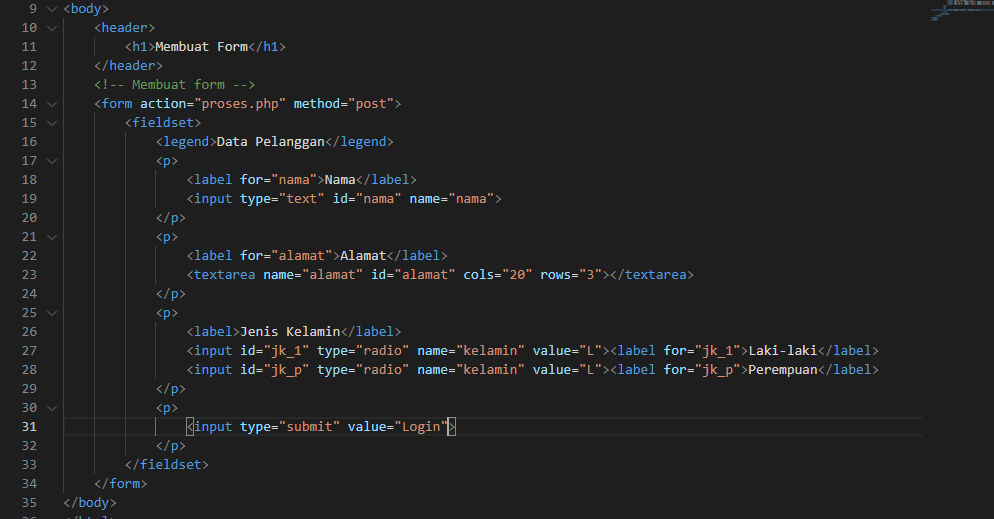 9 <body>
10 <header>
11 <h1>Membuat Form</h1>
12 </header>
13 <!-- Membuat form -->
14 <form action="proses.php" method="post">
15 <fieldset>
16 <legend>Data Pelanggan</legend>
17 <p>
18 <label for="nama">Nama</label>
19 <input type="text" id="nama" name="nama">
20 </p>
21 <p>
22 <label for="alamat">Alamat</label>
23 <textarea name="alamat" id="alamat" cols="20" rows="3"></textarea>
24 </p>
25 <p>
26 <label>Jenis Kelamin</label>
27 <input id="jk_1" type="radio" name="kelamin" value="L"><label for="jk_1">Laki-laki</label>
28 <input id="jk_p" type="radio" name="kelamin" value="L"><label for="jk_p">Perempuan</label>
29 </p>
30 <p>
31 <input type="submit" value="Login">
32 </p>
33 </fieldset>
34 </form>
35 </body>